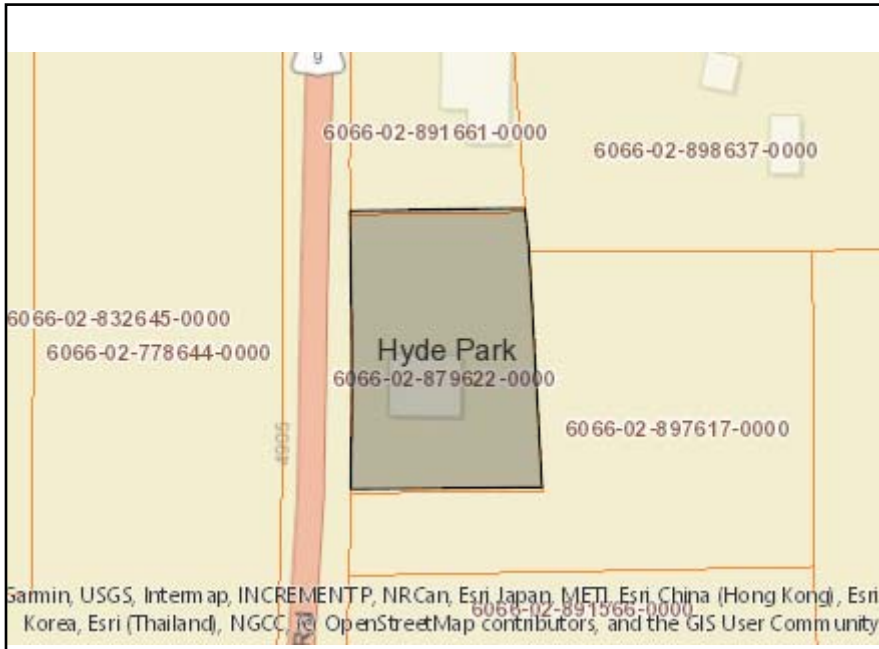 9
6066-02-891661-0000
6066-02-898637-0000
6066-02-832645-0000
6066-02-778644-0000
Hyde Park
6066-02-879622-0000
4905
6066-02-897617-0000
6066-02-891566-0000
Rd
Garmin, USGS, Intermap, INCREMENT P, NRCan, Esri Japan, METI, Esri China (Hong Kong), Esri
Korea, Esri (Thailand), NGCC, (c) OpenStreetMap contributors, and the GIS User Community